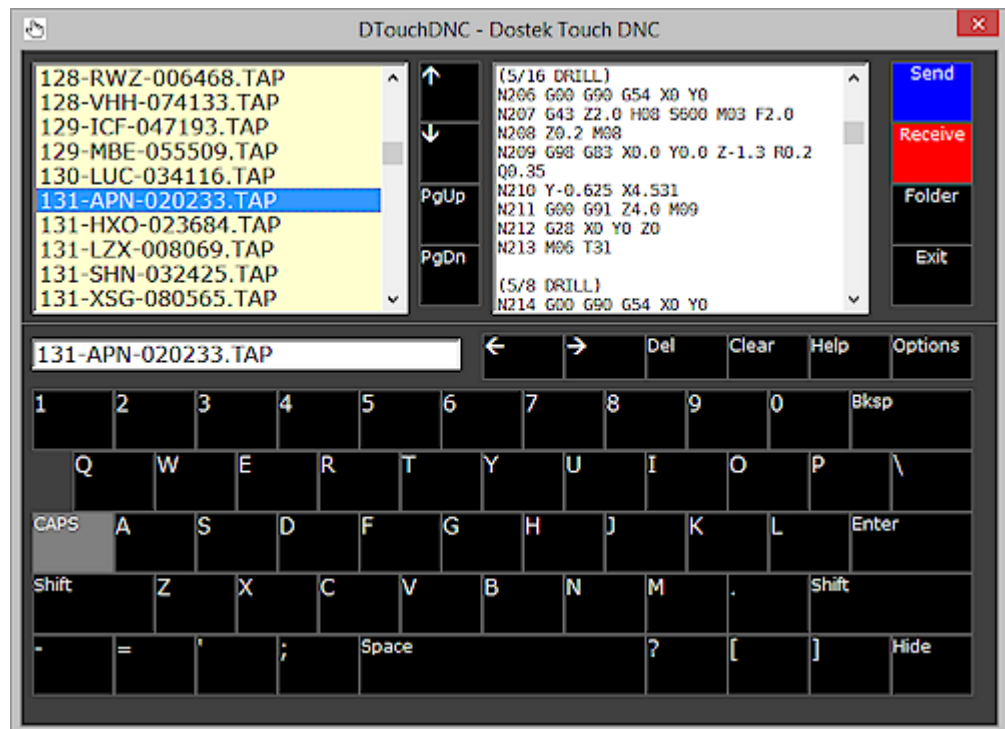 DTouchDNC - Dostek Touch DNC
128-RWZ-006468.TAP
128-VHH-074133.TAP
129-ICF-047193.TAP
129-MBE-055509.TAP
130-LUC-034116.TAP
131-APN-020233.TAP
131-HXO-023684.TAP
131-LZX-008069.TAP
131-SHN-032425.TAP
131-XSG-080565.TAP
↑
↓
PgUp
PgDn
(5/16 DRILL)
N206 G00 G90 G54 X0 Y0
N207 G43 Z2.0 H08 S600 M03 F2.0
N208 Z0.2 M08
N209 G98 G83 X0.0 Y0.0 Z-1.3 R0.2
Q0.35
N210 Y-0.625 X4.531
N211 G00 G91 Z4.0 M09
N212 G28 X0 Y0 Z0
N213 M06 T31
(5/8 DRILL)
N214 G00 G90 G54 X0 Y0
Send
Receive
Folder
Exit
131-APN-020233.TAP
← → Del Clear Help Options
1 2 3 4 5 6 7 8 9 0 Bksp
Q W E R T Y U I O P \
CAPS A S D F G H J K L Enter
Shift Z X C V B N M . Shift
- = ' ; Space ? [ ] Hide